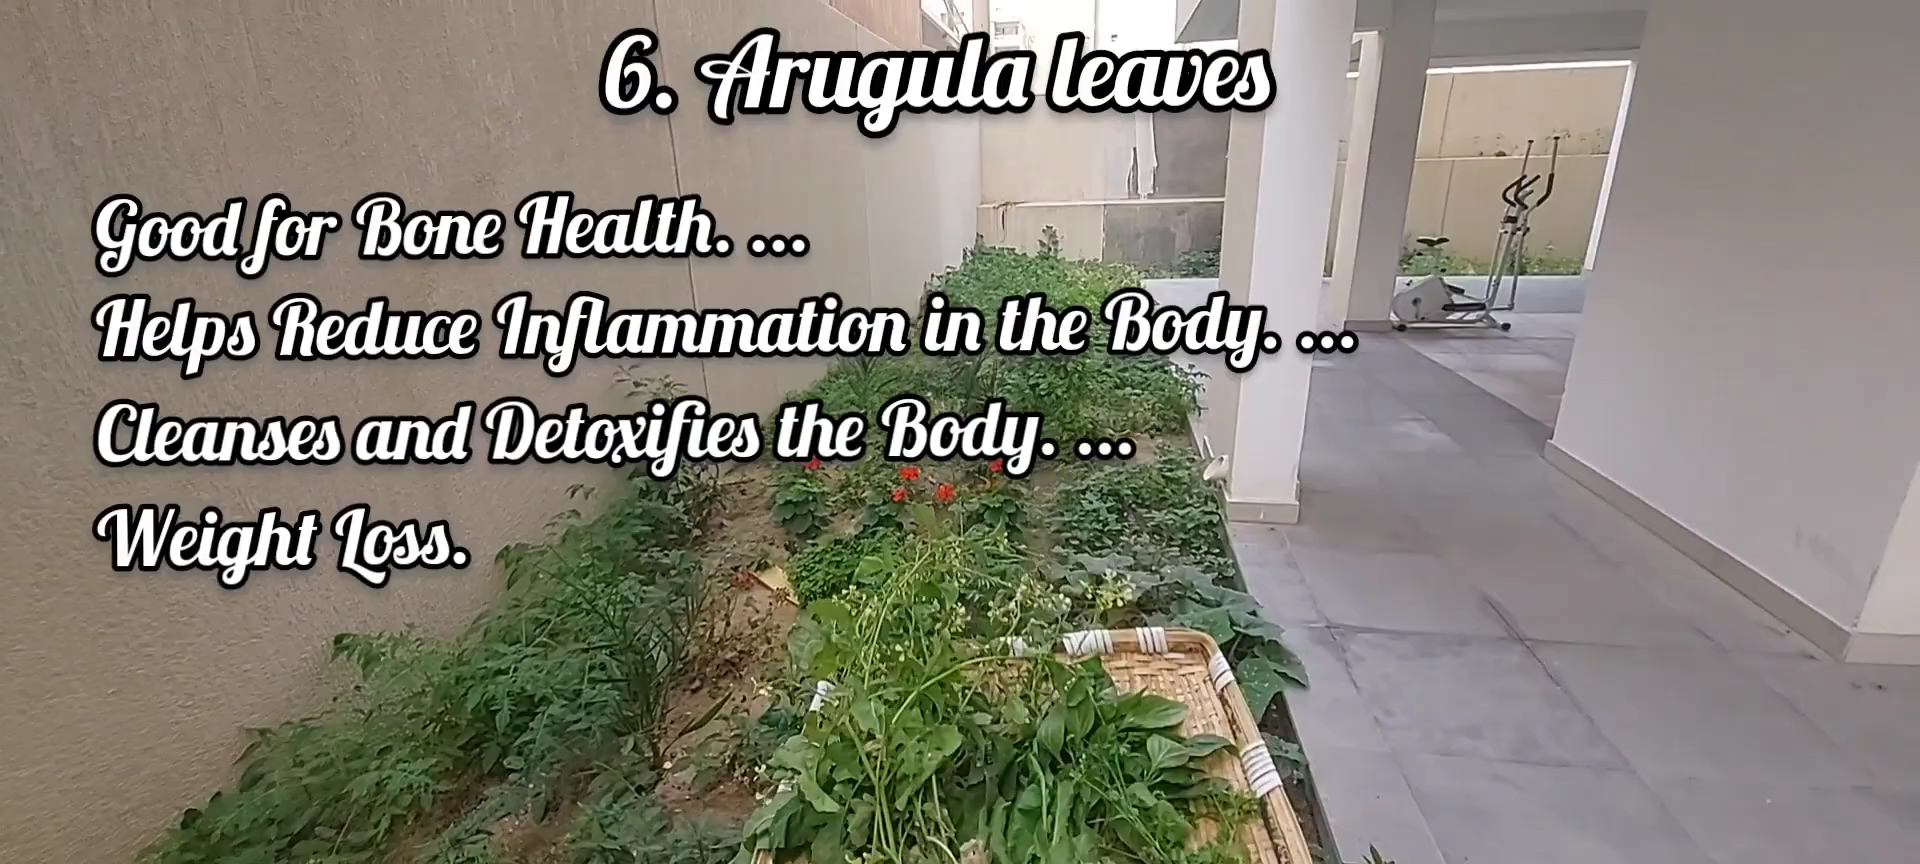 6. Arugula leaves
Good for Bone Health. ...
Helps Reduce Inflammation in the Body. ...
Cleanses and Detoxifies the Body. ...
Weight Loss.